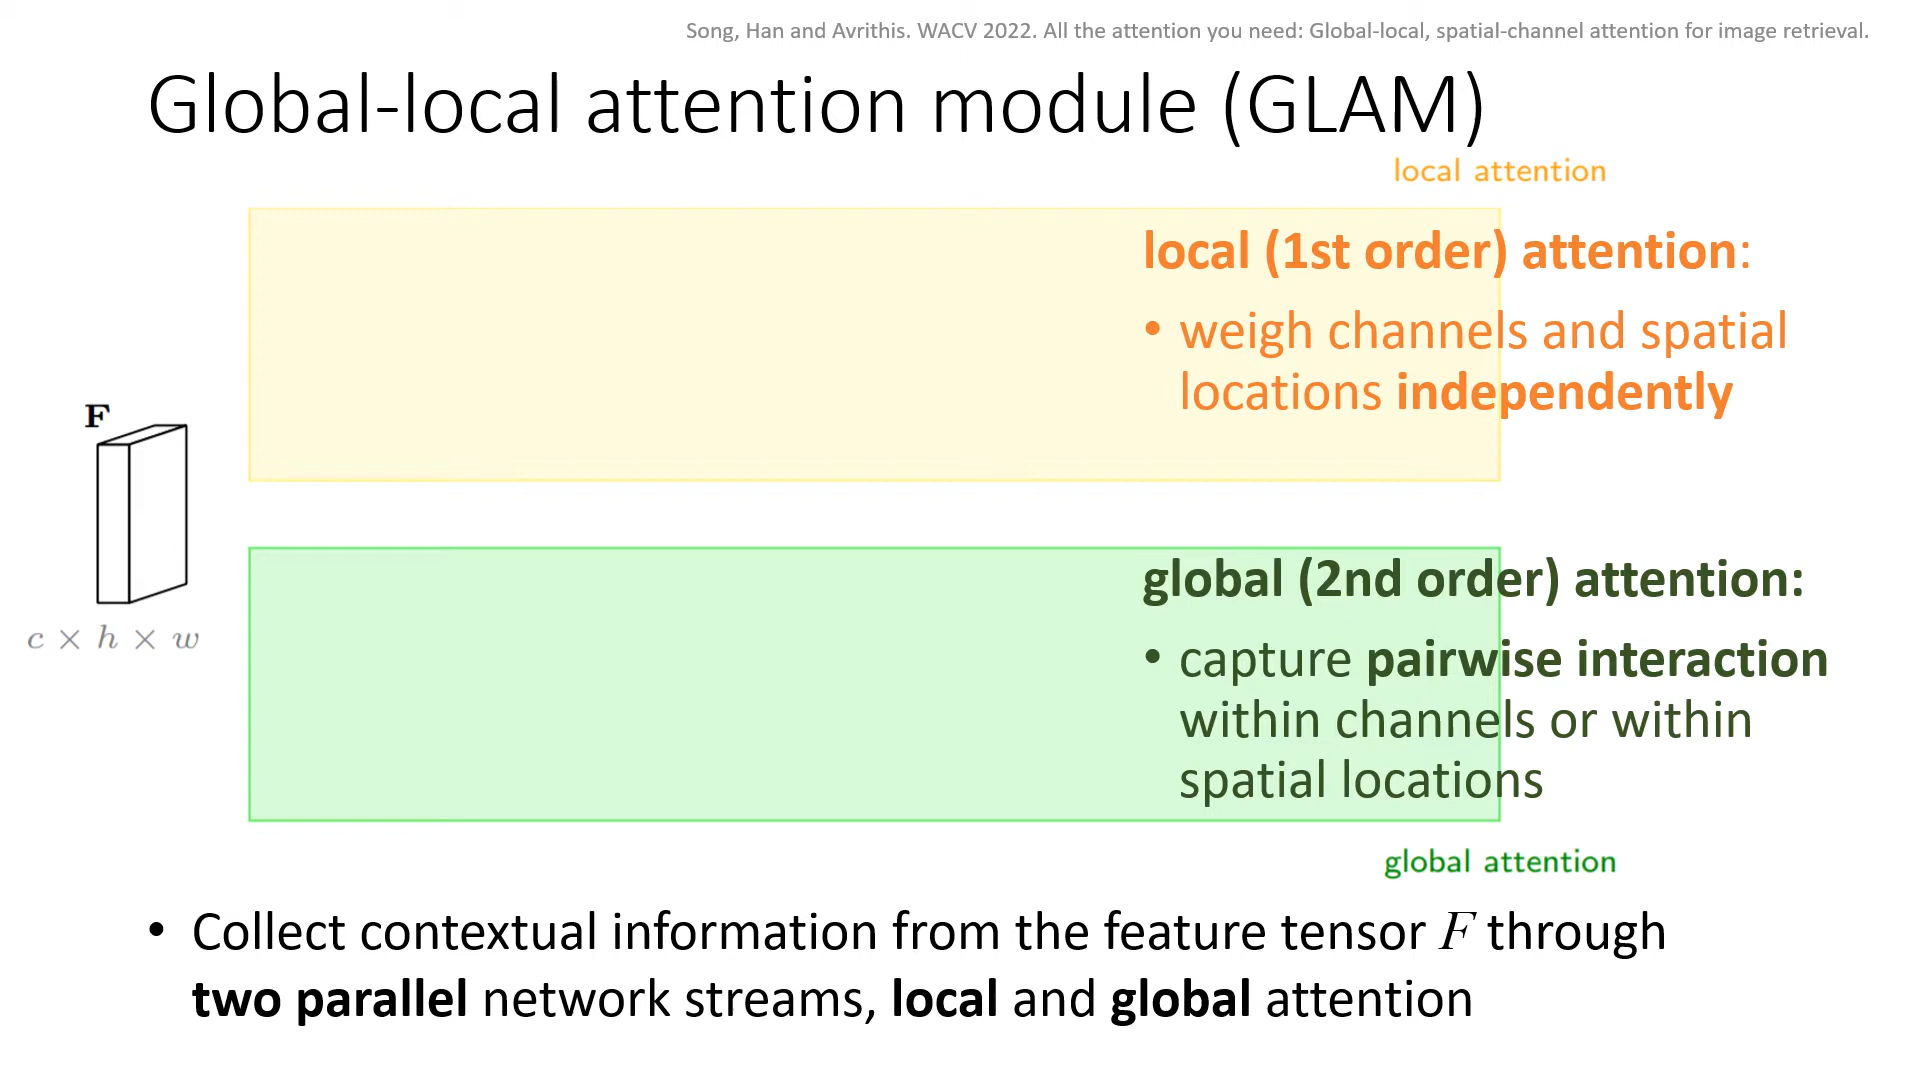 Song, Han and Avrithis. WACV 2022. All the attention you need: Global-local, spatial-channel attention for image retrieval.
Global-local attention module (GLAM)
local attention
local (1st order) attention:
• weigh channels and spatial
locations independently
F
c × h × w
global (2nd order) attention:
• capture pairwise interaction
within channels or within
spatial locations
global attention
• Collect contextual information from the feature tensor F through
two parallel network streams, local and global attention